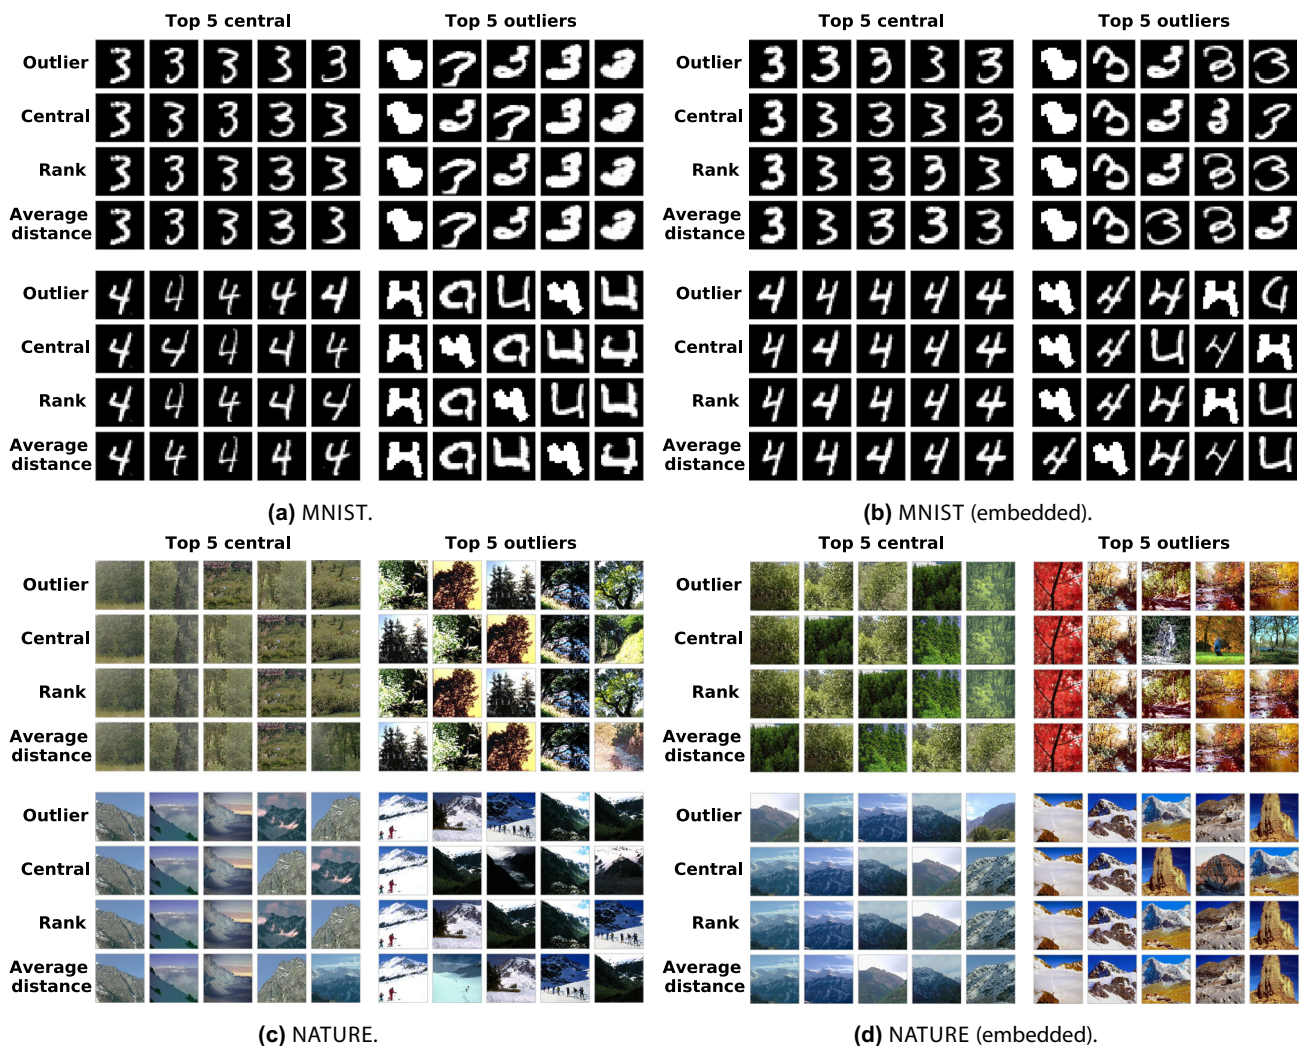 Top 5 central Top 5 outliers
Outlier
Central
Rank
Average
distance
Outlier
Central
Rank
Average
distance
(a) MNIST.
Top 5 central Top 5 outliers
Outlier
Central
Rank
Average
distance
Outlier
Central
Rank
Average
distance
(b) MNIST (embedded).
Top 5 central Top 5 outliers
Outlier
Central
Rank
Average
distance
Outlier
Central
Rank
Average
distance
(c) NATURE.
Top 5 central Top 5 outliers
Outlier
Central
Rank
Average
distance
Outlier
Central
Rank
Average
distance
(d) NATURE (embedded).